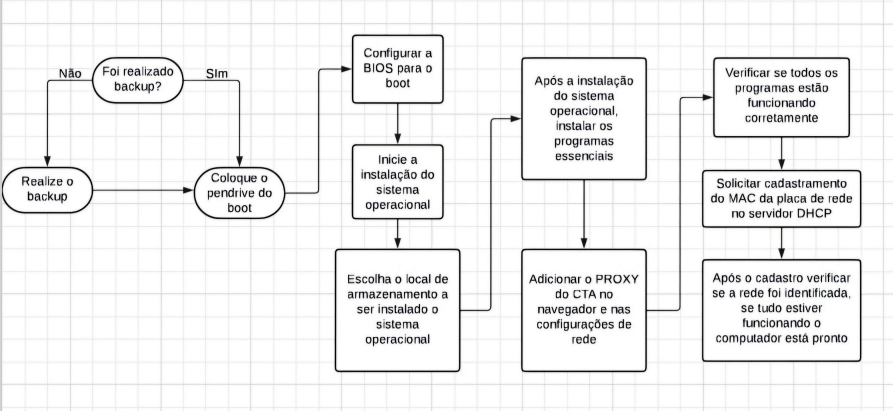 Foi realizado
backup?
Não
SIm
Realize o
backup
Coloque o
pendrive do
boot
Configurar a
BIOS para o
boot
Inicie a
instalação do
sistema
operacional
Escolha o local de
armazenamento a
ser instalado o
sistema
operacional
Após a instalação
do sistema
operacional,
instalar os
programas
essenciais
Adicionar o PROXY
do CTA no
navegador e nas
configurações de
rede
Verificar se todos os
programas estão
funcionando
corretamente
Solicitar cadastramento
do MAC da placa de rede
no servidor DHCP
Após o cadastro verificar
se a rede foi identificada,
se tudo estiver
funcionando o
computador está pronto